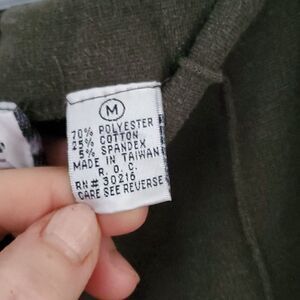 M
70% POLYESTER
25% COTTON
5% SPANDEX
MADE IN TAIWAN
R.O.C.
RN# 30216
CARE SEE REVERSE